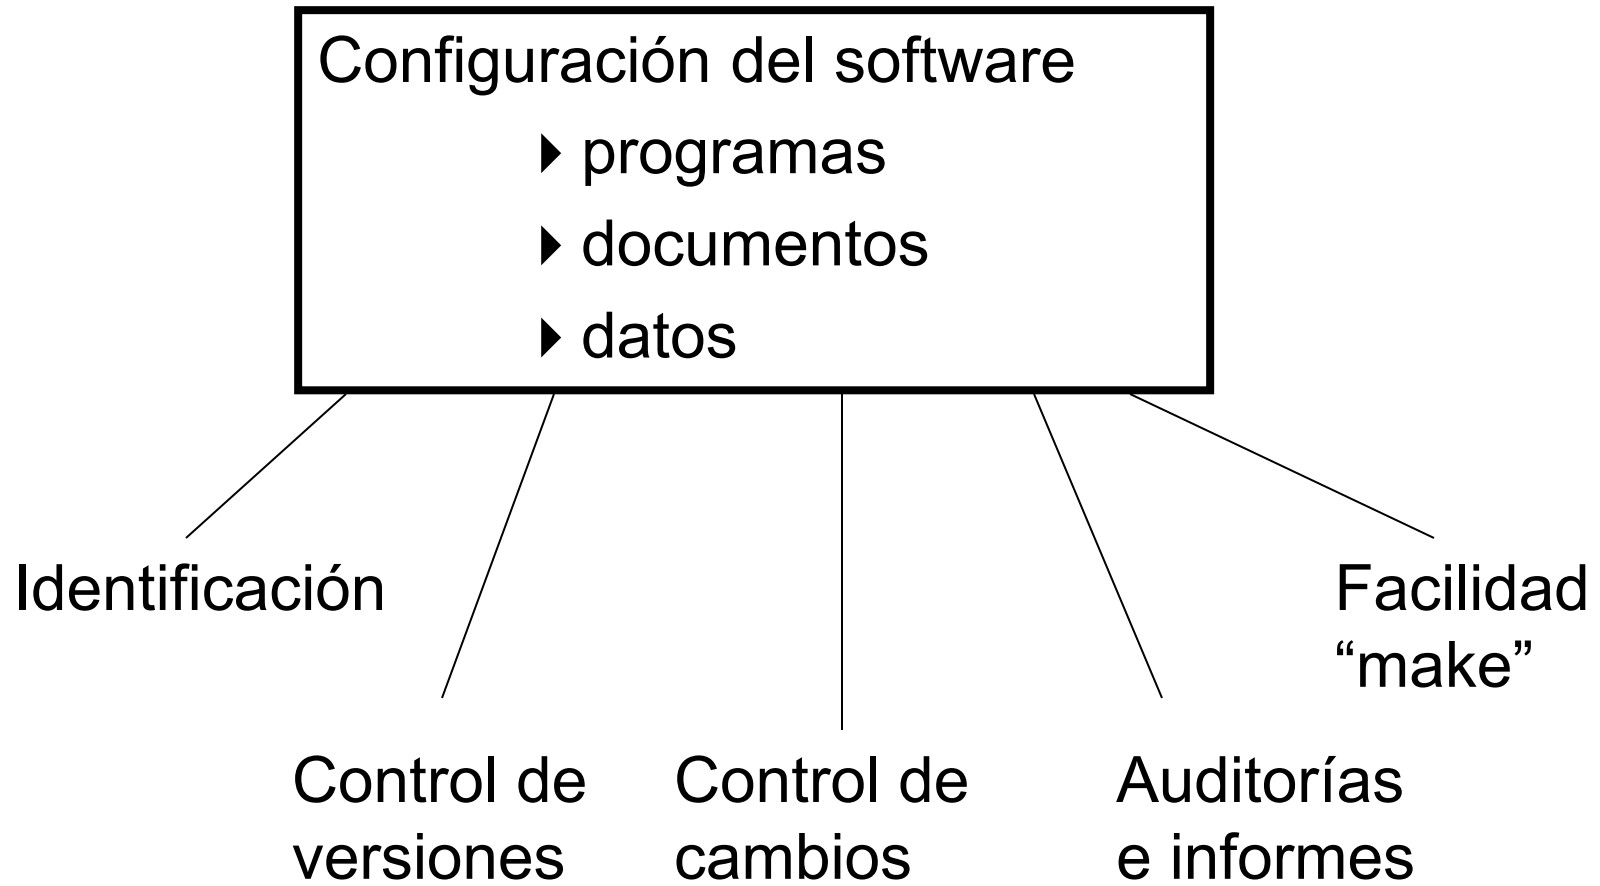 Configuración del software
programas
documentos
datos
Identificación
Facilidad
“make”
Control de
versiones
Control de
cambios
Auditorías
e informes